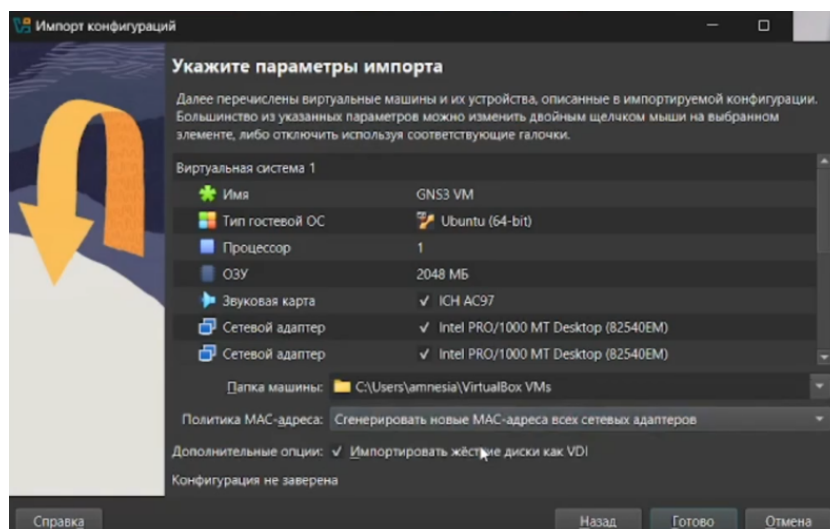 Импорт конфигураций
Укажите параметры импорта
Далее перечислены виртуальные машины и их устройства, описанные в импортируемой конфигурации.
Большинство из указанных параметров можно изменить двойным щелчком мыши на выбранном
элементе, либо отключить используя соответствующие галочки.
Виртуальная система 1
Имя GNS3 VM
Тип гостевой ОС Ubuntu (64-bit)
Процессор 1
ОЗУ 2048 МБ
Звуковая карта ✓ ICH AC97
Сетевой адаптер ✓ Intel PRO/1000 MT Desktop (82540EM)
Сетевой адаптер ✓ Intel PRO/1000 MT Desktop (82540EM)
Папка машины: C:\Users\amnesia\VirtualBox VMs
Политика MAC-адреса: Сгенерировать новые MAC-адреса всех сетевых адаптеров
Дополнительные опции: ✓ Импортировать жёсткие диски как VDI
Конфигурация не заверена
Справка Назад Готово Отмена